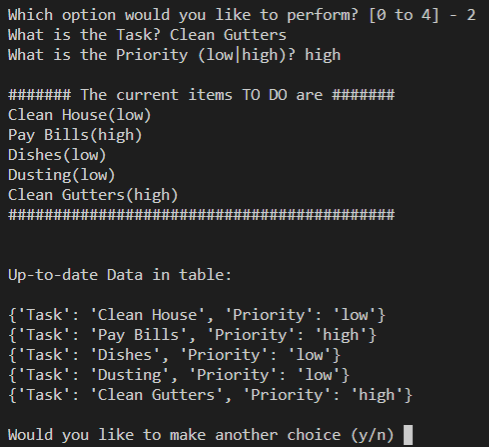 Which option would you like to perform? [0 to 4] - 2
What is the Task? Clean Gutters
What is the Priority (low|high)? high
####### The current items TO DO are #######
Clean House(low)
Pay Bills(high)
Dishes(low)
Dusting(low)
Clean Gutters(high)
###########################################
Up-to-date Data in table:
{'Task': 'Clean House', 'Priority': 'low'}
{'Task': 'Pay Bills', 'Priority': 'high'}
{'Task': 'Dishes', 'Priority': 'low'}
{'Task': 'Dusting', 'Priority': 'low'}
{'Task': 'Clean Gutters', 'Priority': 'high'}
Would you like to make another choice (y/n)